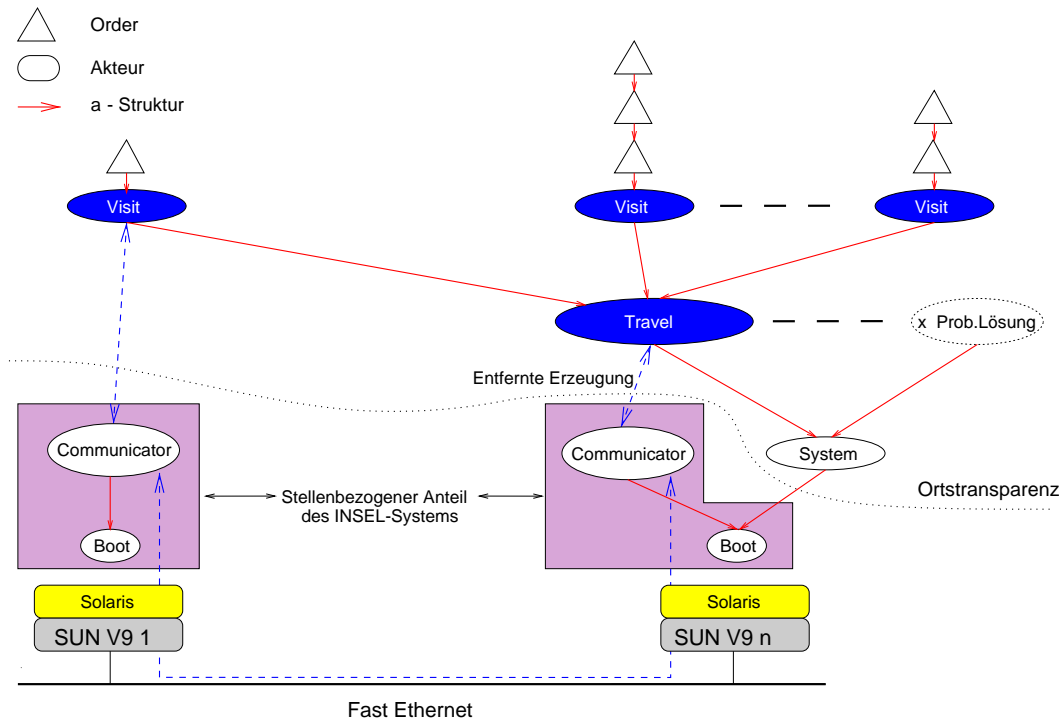 Order
Akteur
a - Struktur
Visit
Visit
Visit
Travel
x Prob.Lösung
Entfernte Erzeugung
Communicator
Communicator
System
Stellenbezogener Anteil
des INSEL-Systems
Ortstransparenz
Boot
Boot
Solaris
Solaris
SUN V9 1
SUN V9 n
Fast Ethernet